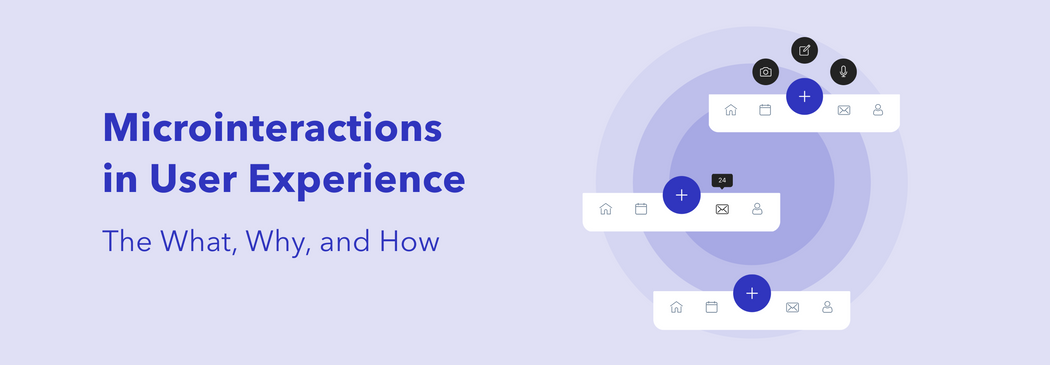 Microinteractions
in User Experience
The What, Why, and How
24